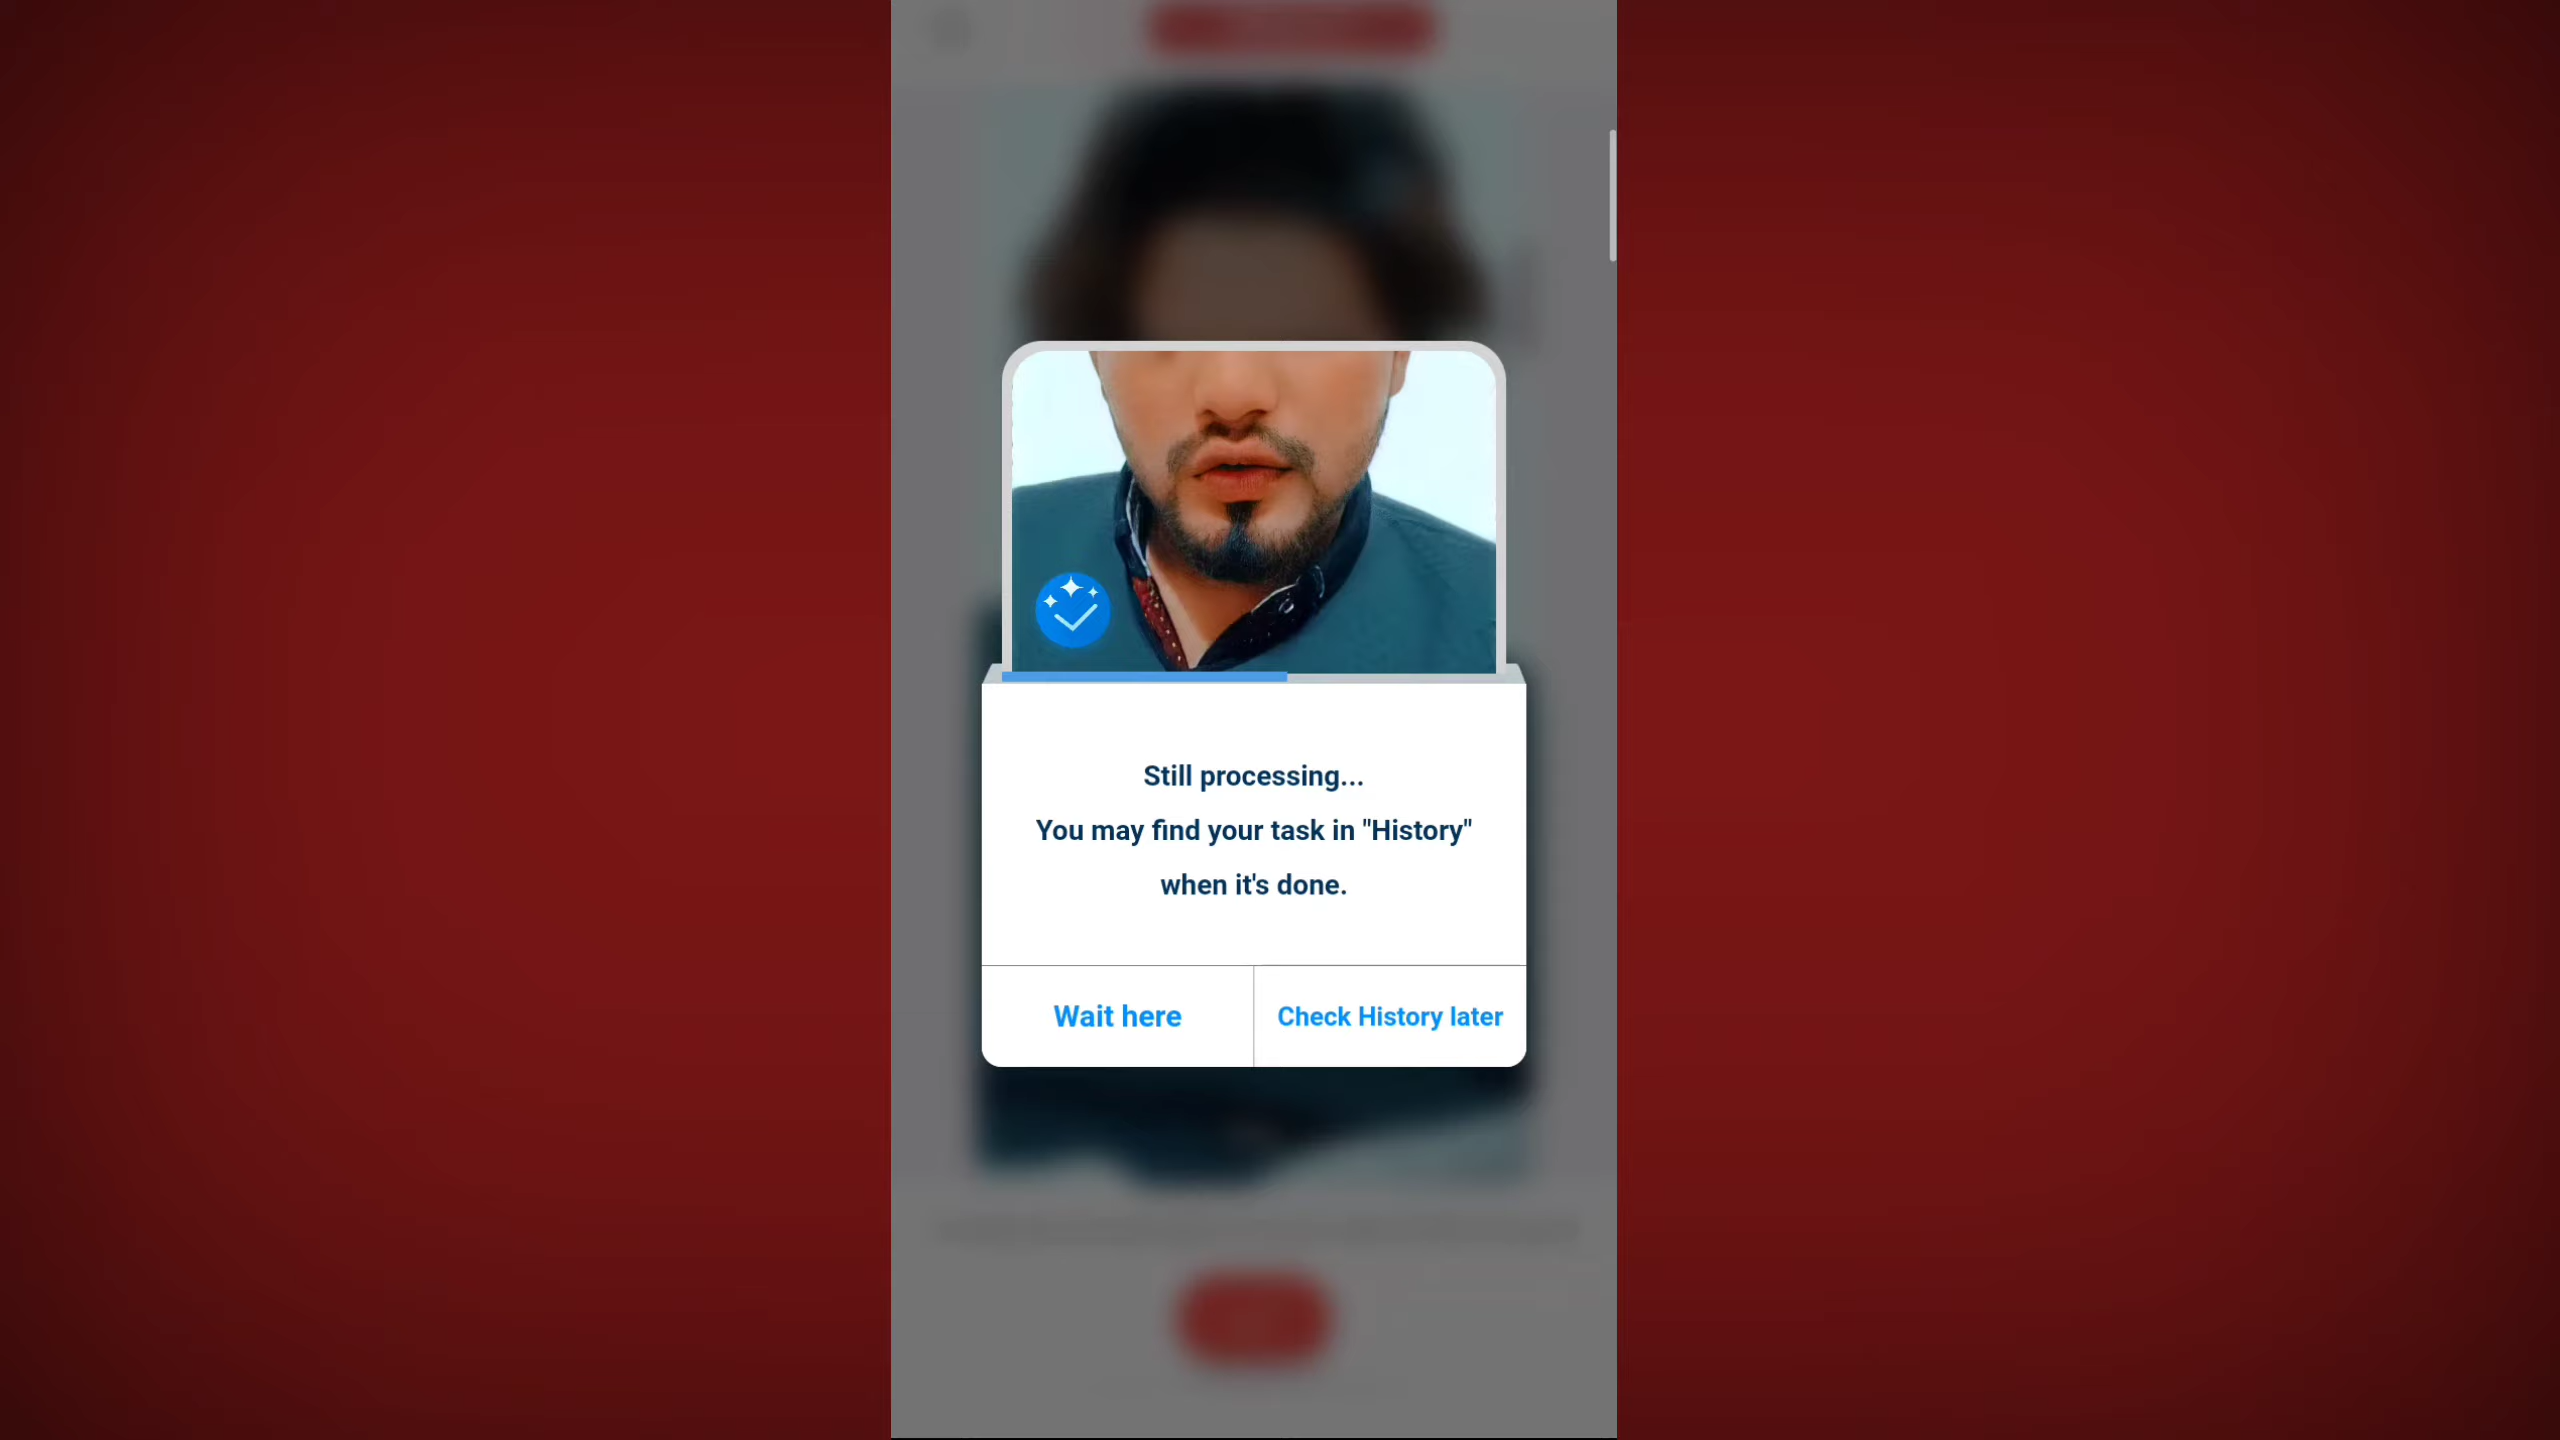 Still processing...
You may find your task in "History"
when it's done.
Wait here
Check History later